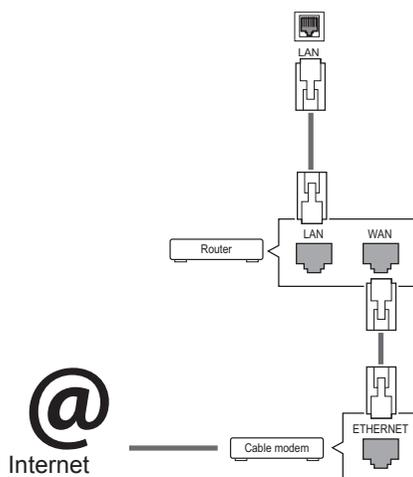 LAN
LAN WAN
Router
ETHERNET
@
Internet
Cable modem